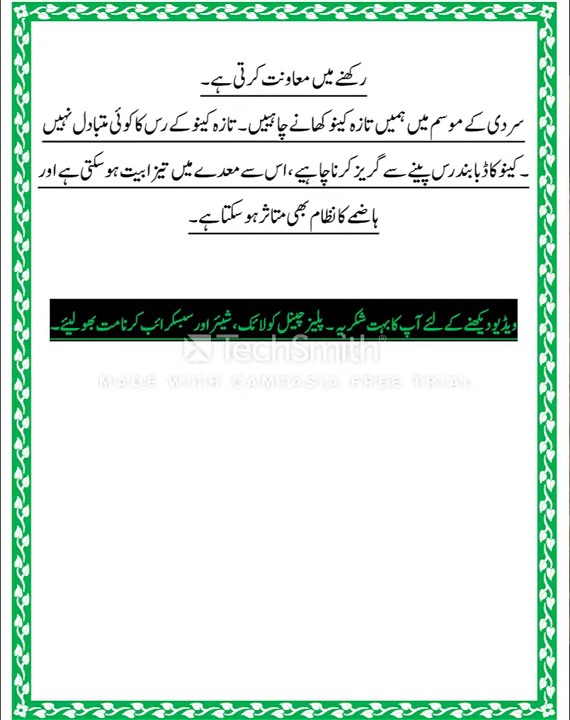 رکھنے میں معاونت کرتی ہے۔
سردی کے موسم میں ہمیں تازہ کینو کھانے چاہییں۔ تازہ کینو کے رس کا کوئی متبادل نہیں
۔ کینو کا ڈبا بند رس پینے سے گریز کرنا چاہیے، اس سے معدے میں تیزابیت ہو سکتی ہے اور
ہاضمے کا نظام بھی متاثر ہو سکتا ہے۔
ویڈیو دیکھنے کے لئے آپ کا بہت شکریہ۔ پلیز چینل کو لائک، شیئر اور سبسکرائب کرنا مت بھولیئے۔
TechSmith®
MADE WITH CAMTASIA FREE TRIAL